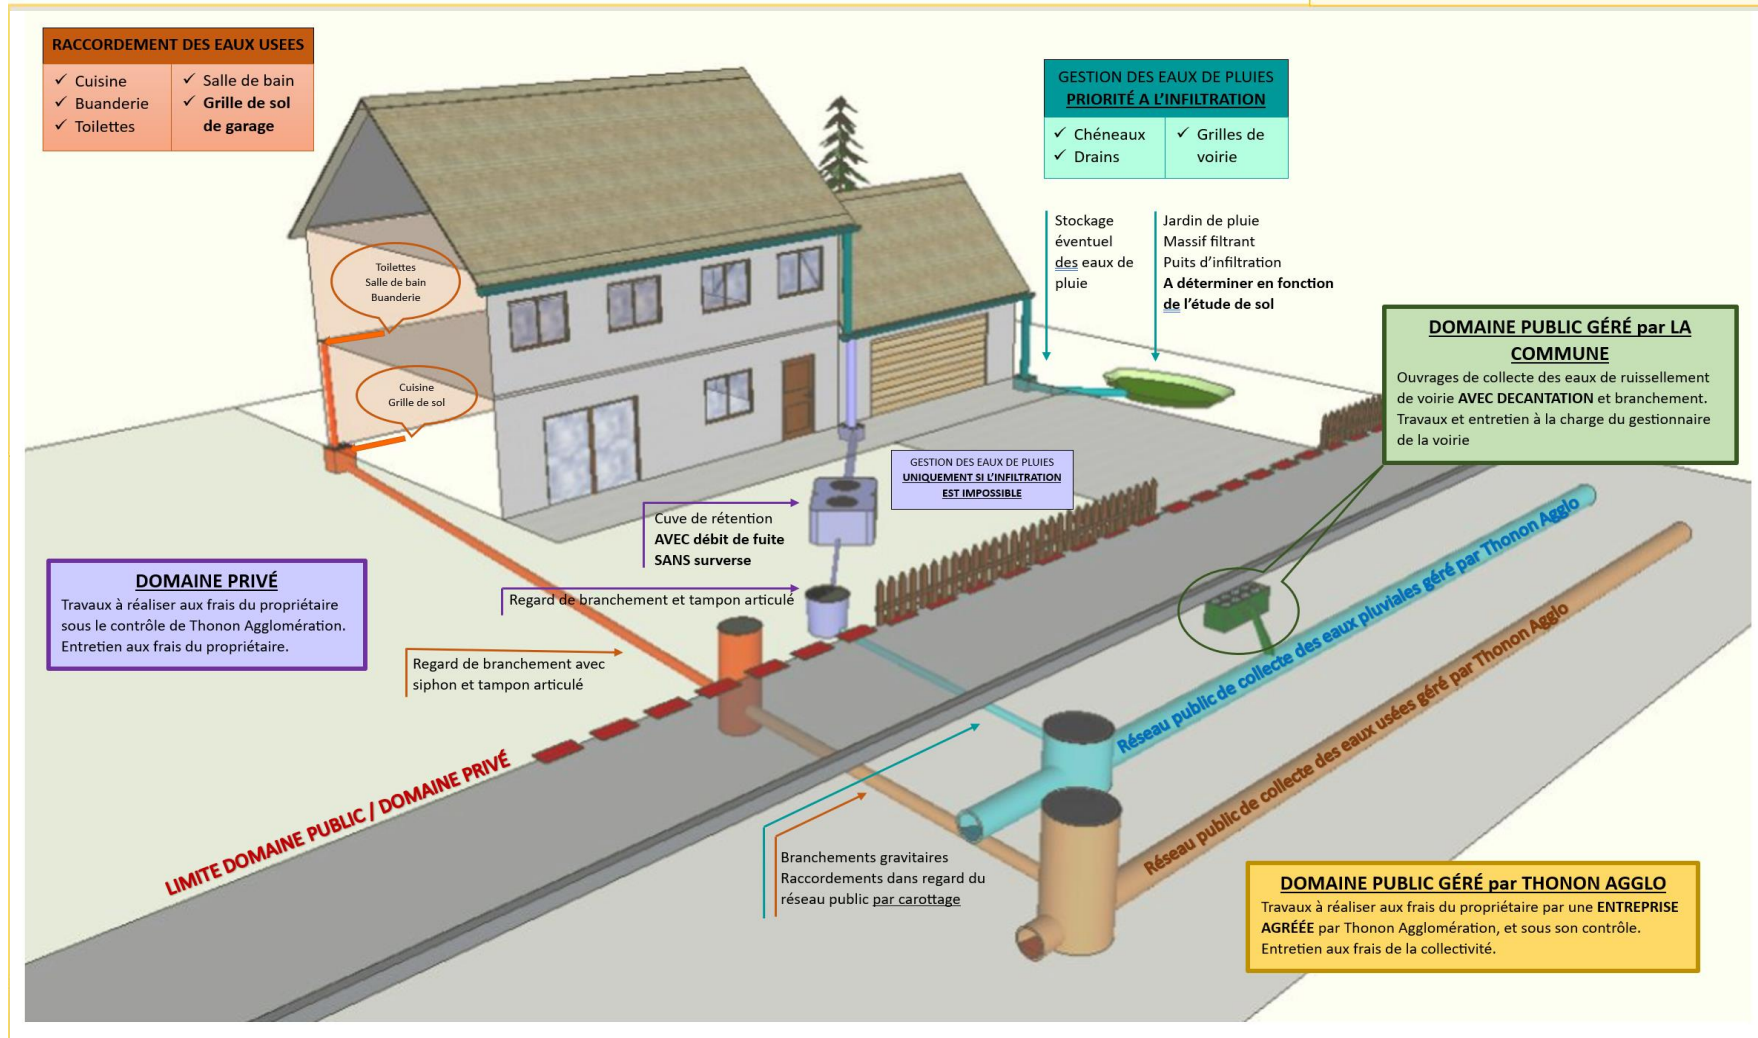 RACCORDEMENT DES EAUX USEES
✓ Cuisine
✓ Buanderie
✓ Toilettes
✓ Salle de bain
✓ Grille de sol
de garage
GESTION DES EAUX DE PLUIES
PRIORITÉ A L'INFILTRATION
✓ Chéneaux
✓ Drains
✓ Grilles de
voirie
Stockage
éventuel
des eaux de
pluie
Jardin de pluie
Massif filtrant
Puits d'infiltration
A déterminer en fonction
de l'étude de sol
Toilettes
Salle de bain
Buanderie
Cuisine
Grille de sol
DOMAINE PUBLIC GÉRÉ par LA
COMMUNE
Ouvrages de collecte des eaux de ruissellement
de voirie AVEC DECANTATION et branchement.
Travaux et entretien à la charge du gestionnaire
de la voirie
GESTION DES EAUX DE PLUIES
UNIQUEMENT SI L'INFILTRATION
EST IMPOSSIBLE
Cuve de rétention
AVEC débit de fuite
SANS surverse
Regard de branchement et tampon articulé
DOMAINE PRIVÉ
Travaux à réaliser aux frais du propriétaire
sous le contrôle de Thonon Agglomération.
Entretien aux frais du propriétaire.
Regard de branchement avec
siphon et tampon articulé
LIMITE DOMAINE PUBLIC / DOMAINE PRIVÉ
Réseau public de collecte des eaux pluviales géré par Thonon Agglo
Réseau public de collecte des eaux usées géré par Thonon Agglo
Branchements gravitaires
Raccordements dans regard du
réseau public par carottage
DOMAINE PUBLIC GÉRÉ par THONON AGGLO
Travaux à réaliser aux frais du propriétaire par une ENTREPRISE
AGRÉÉE par Thonon Agglomération, et sous son contrôle.
Entretien aux frais de la collectivité.